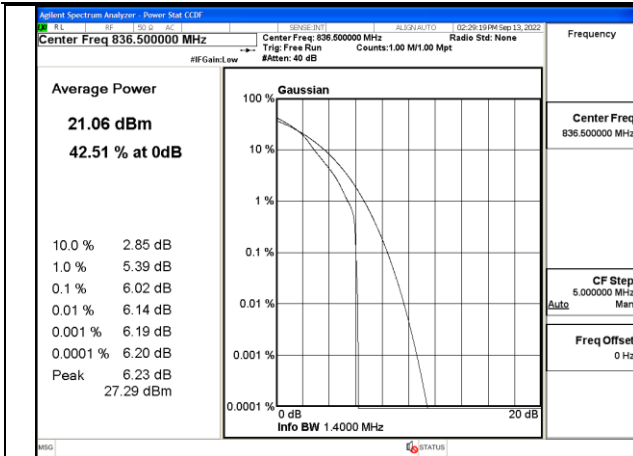 Agilent Spectrum Analyzer - Power Stat CCDF
RL RF 50 Ω AC SENSE:INT ALIGN AUTO 02:29:19 PM Sep 13, 2022
Center Freq 836.500000 MHz
Center Freq: 836.500000 MHz Radio Std: None
Trig: Free Run Counts:1.00 M/1.00 Mpt
#IFGain:Low #Atten: 40 dB
Frequency
Average Power
21.06 dBm
42.51 % at 0dB
10.0 % 2.85 dB
1.0 % 5.39 dB
0.1 % 6.02 dB
0.01 % 6.14 dB
0.001 % 6.19 dB
0.0001 % 6.20 dB
Peak 6.23 dB
27.29 dBm
Gaussian
100 %
10 %
1 %
0.1 %
0.01 %
0.001 %
0.0001 %
0 dB 20 dB
Info BW 1.4000 MHz
Center Freq
836.500000 MHz
CF Step
5.000000 MHz
Auto Man
Freq Offset
0 Hz
MSG STATUS